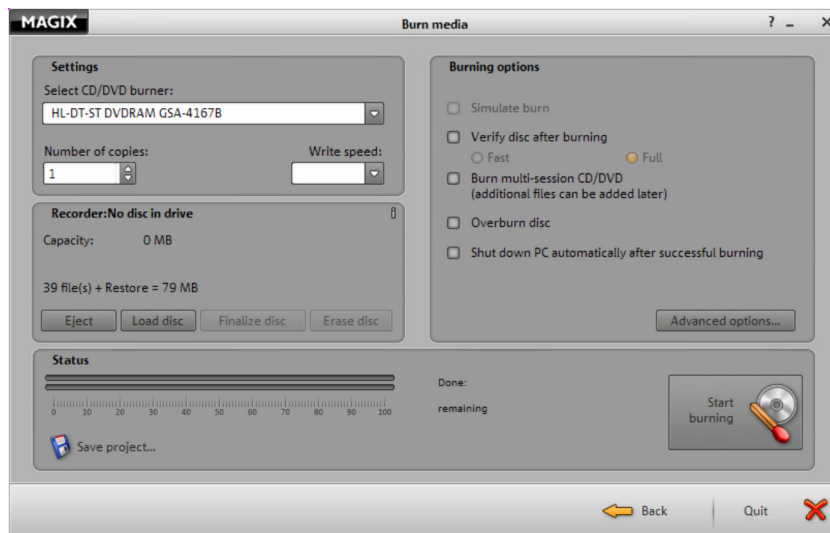 MAGIX
Burn media
? _ X
Settings
Select CD/DVD burner:
HL-DT-ST DVDRAM GSA-4167B
Number of copies:
Write speed:
1
Recorder:No disc in drive
Capacity: 0 MB
39 file(s) + Restore = 79 MB
Eject
Load disc
Finalize disc
Erase disc
Burning options
Simulate burn
Verify disc after burning
Fast
Full
Burn multi-session CD/DVD
(additional files can be added later)
Overburn disc
Shut down PC automatically after successful burning
Advanced options...
Status
0 10 20 30 40 50 60 70 80 90 100
Done:
remaining
Start
burning
Save project...
Back
Quit